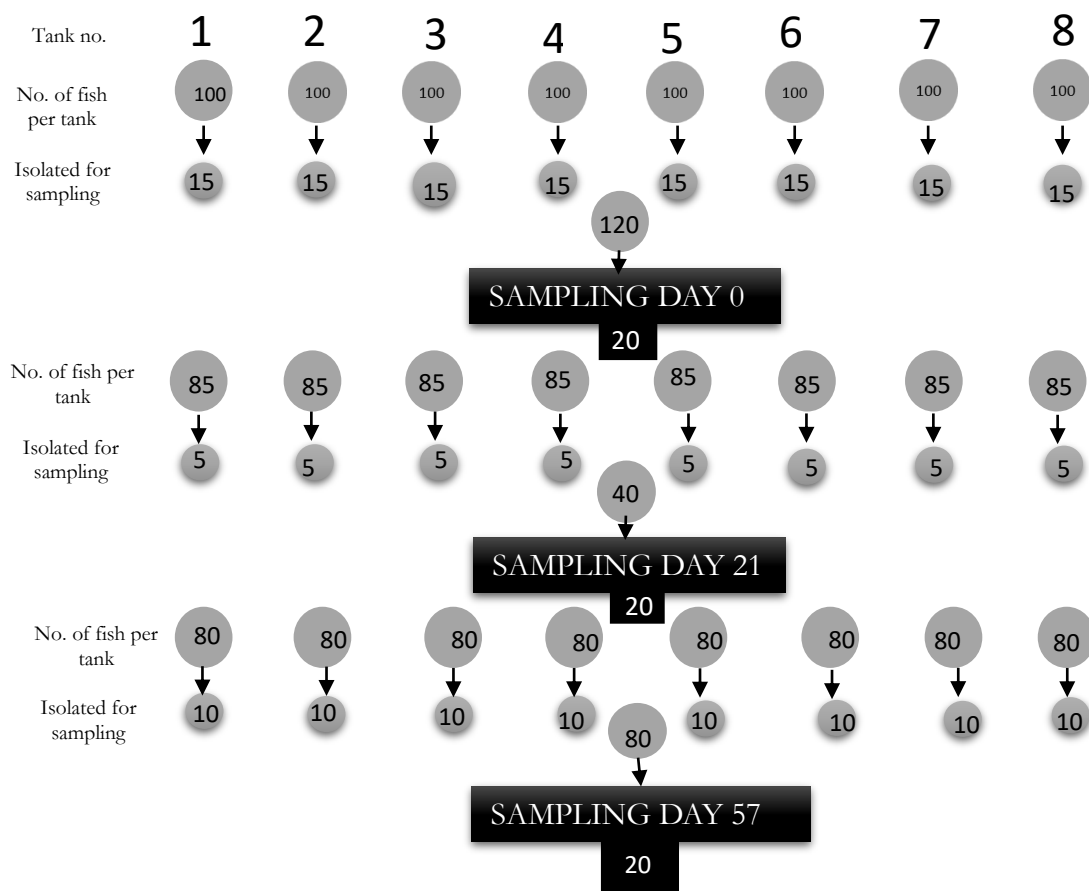 Tank no. 1 2 3 4 5 6 7 8
No. of fish
per tank
100 100 100 100 100 100 100 100
Isolated for
sampling
15 15 15 15 15 15 15 15
120
SAMPLING DAY 0
20
No. of fish per
tank
85 85 85 85 85 85 85 85
Isolated for
sampling
5 5 5 5 5 5 5 5
40
SAMPLING DAY 21
20
No. of fish per
tank
80 80 80 80 80 80 80 80
Isolated for
sampling
10 10 10 10 10 10 10 10
80
SAMPLING DAY 57
20